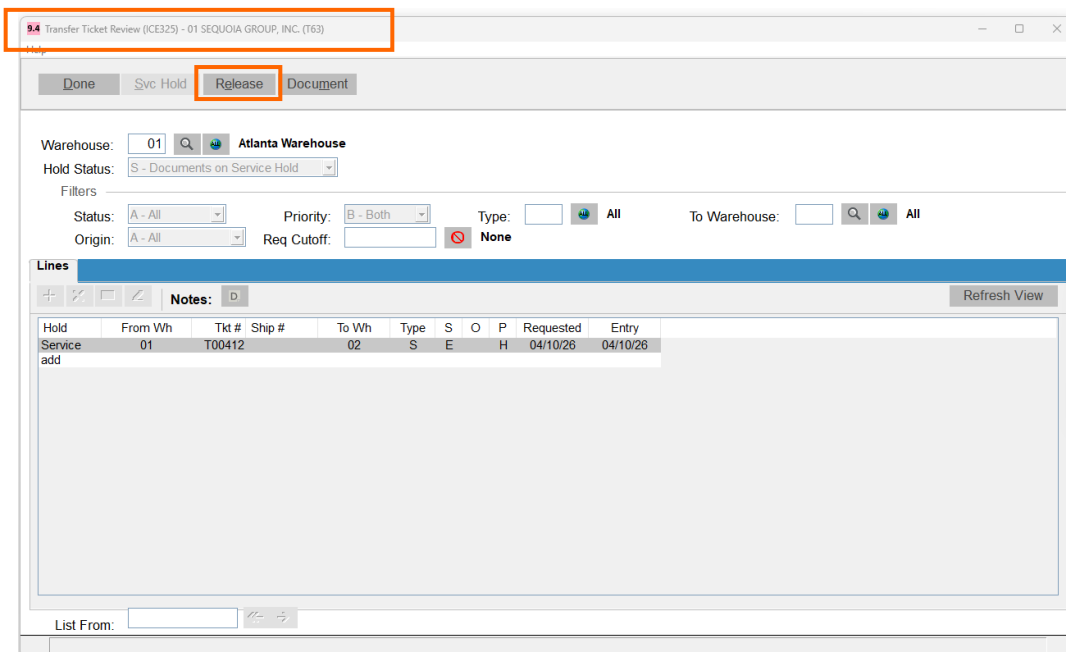 9.4 Transfer Ticket Review (ICE325) - 01 SEQUOIA GROUP, INC. (T63)
Help
Done Svc Hold Release Document
Warehouse: 01 Atlanta Warehouse
Hold Status: S - Documents on Service Hold
Filters
Status: A - All Priority: B - Both Type: All To Warehouse: All
Origin: A - All Req Cutoff: None
Lines
Notes: D Refresh View
Hold From Wh Tkt # Ship # To Wh Type S O P Requested Entry
Service 01 T00412 02 S E H 04/10/26 04/10/26
add
List From: